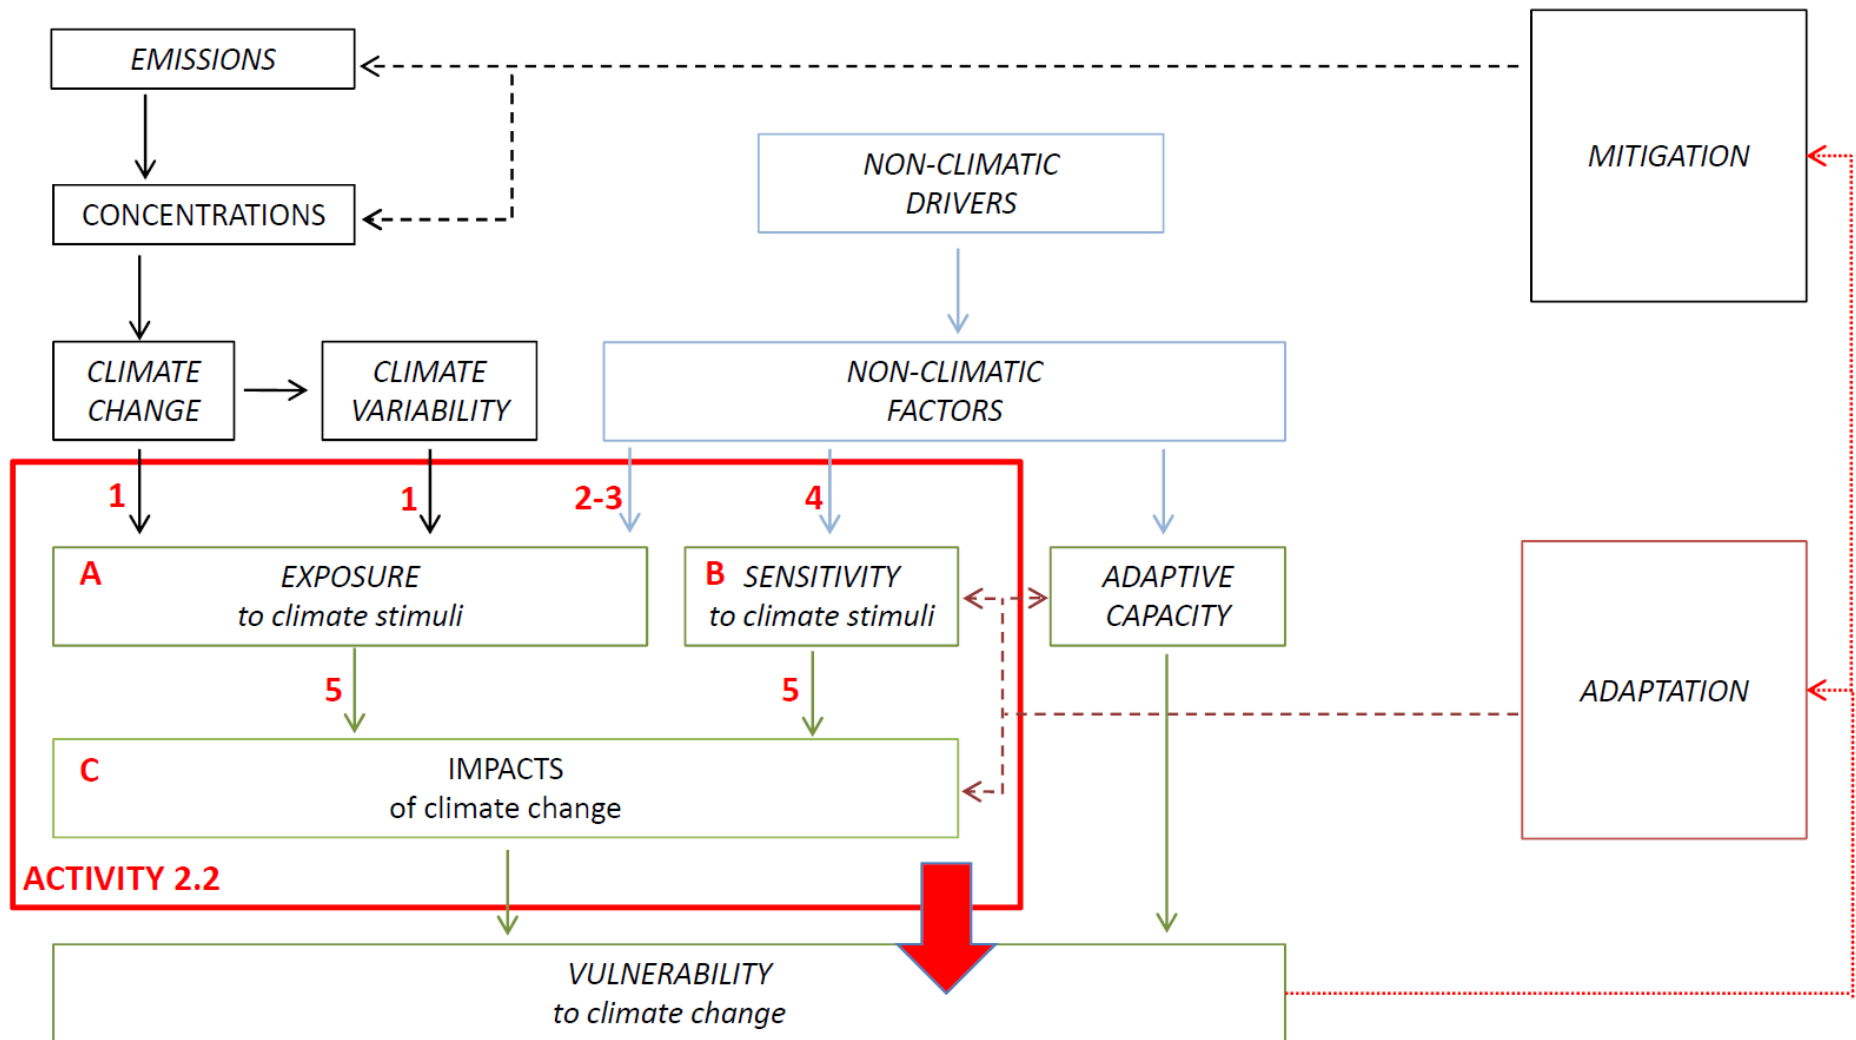 EMISSIONS
MITIGATION
NON-CLIMATIC
DRIVERS
CONCENTRATIONS
CLIMATE
CHANGE
CLIMATE
VARIABILITY
NON-CLIMATIC
FACTORS
1
1
2-3
4
A
EXPOSURE
to climate stimuli
B
SENSITIVITY
to climate stimuli
ADAPTIVE
CAPACITY
5
5
ADAPTATION
C
IMPACTS
of climate change
ACTIVITY 2.2
VULNERABILITY
to climate change